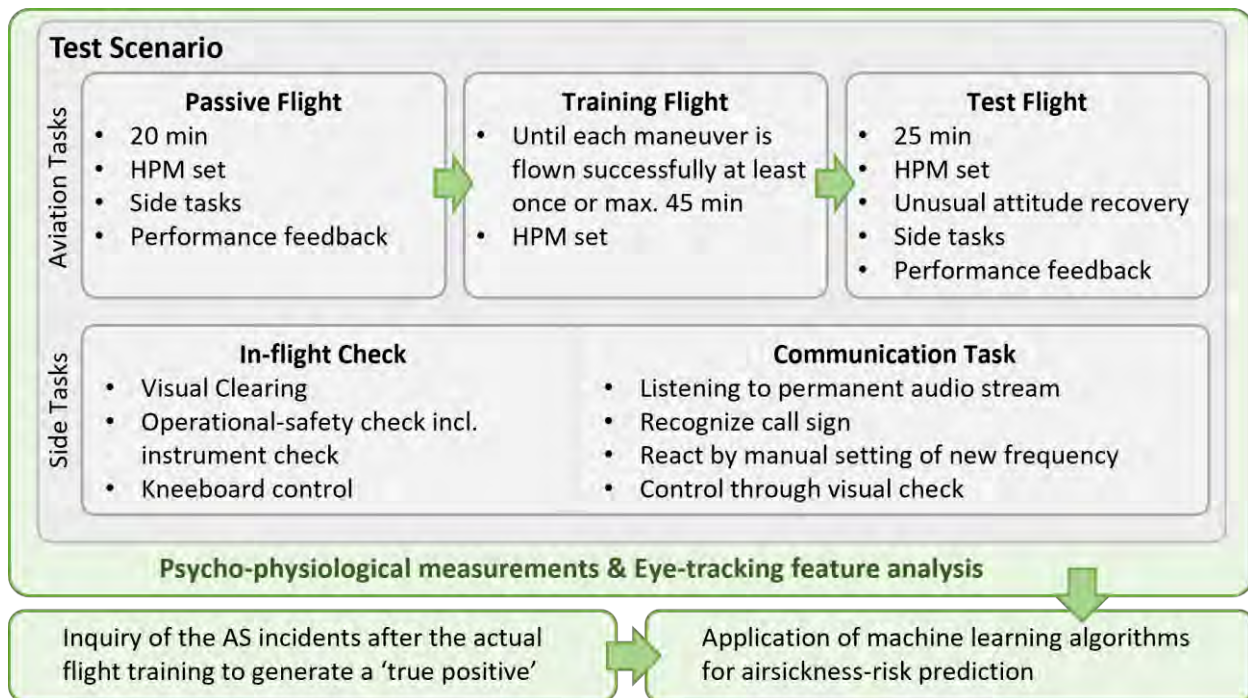 Test Scenario
Aviation Tasks
Passive Flight
• 20 min
• HPM set
• Side tasks
• Performance feedback
Training Flight
• Until each maneuver is
flown successfully at least
once or max. 45 min
• HPM set
Test Flight
• 25 min
• HPM set
• Unusual attitude recovery
• Side tasks
• Performance feedback
Side Tasks
In-flight Check
• Visual Clearing
• Operational-safety check incl.
instrument check
• Kneeboard control
Communication Task
• Listening to permanent audio stream
• Recognize call sign
• React by manual setting of new frequency
• Control through visual check
Psycho-physiological measurements & Eye-tracking feature analysis
Inquiry of the AS incidents after the actual
flight training to generate a ‘true positive’
Application of machine learning algorithms
for airsickness-risk prediction